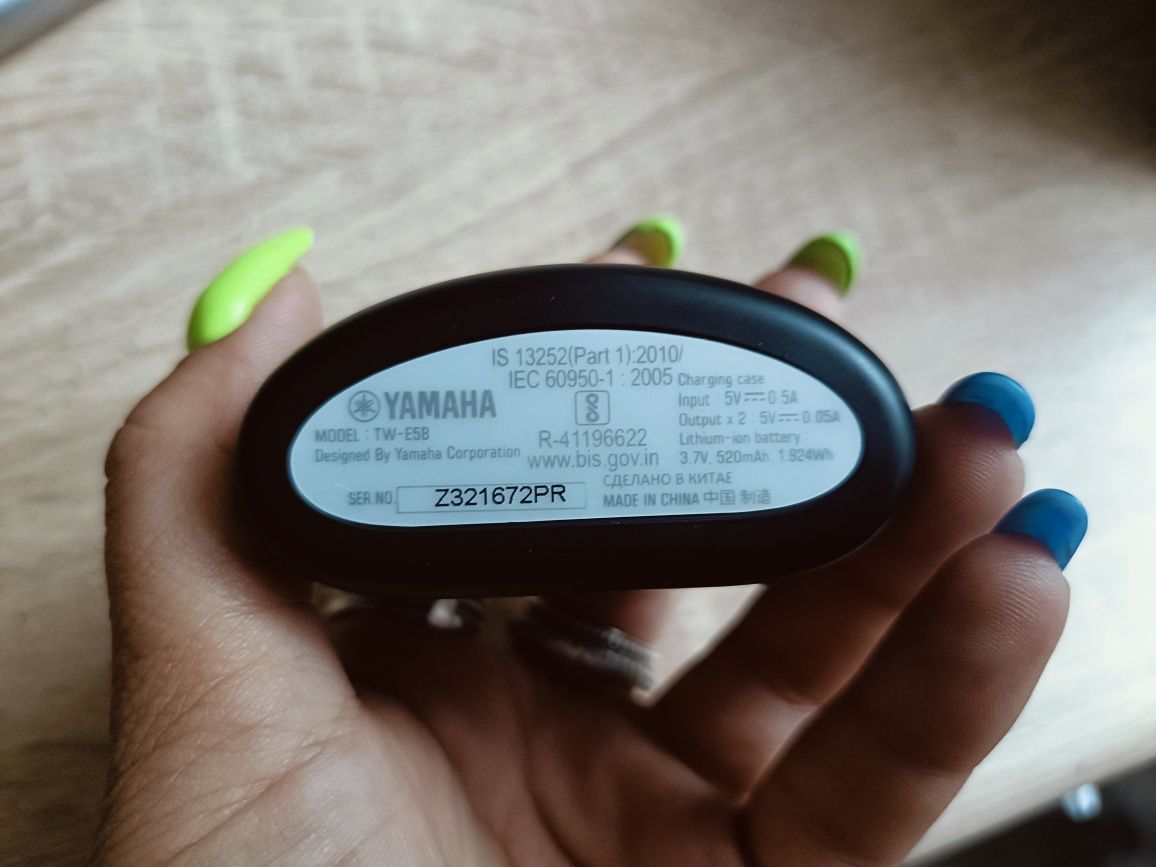 IS 13252(Part 1):2010/
IEC 60950-1 : 2005
YAMAHA
MODEL : TW-E5B
Designed By Yamaha Corporation
R-41196622
www.bis.gov.in
Charging case
Input : 5V⎓0.5A
Output x 2 : 5V⎓0.05A
Lithium-ion battery :
3.7V, 520mAh, 1.924Wh
SER.NO. Z321672PR
СДЕЛАНО В КИТАЕ
MADE IN CHINA 中国 制造